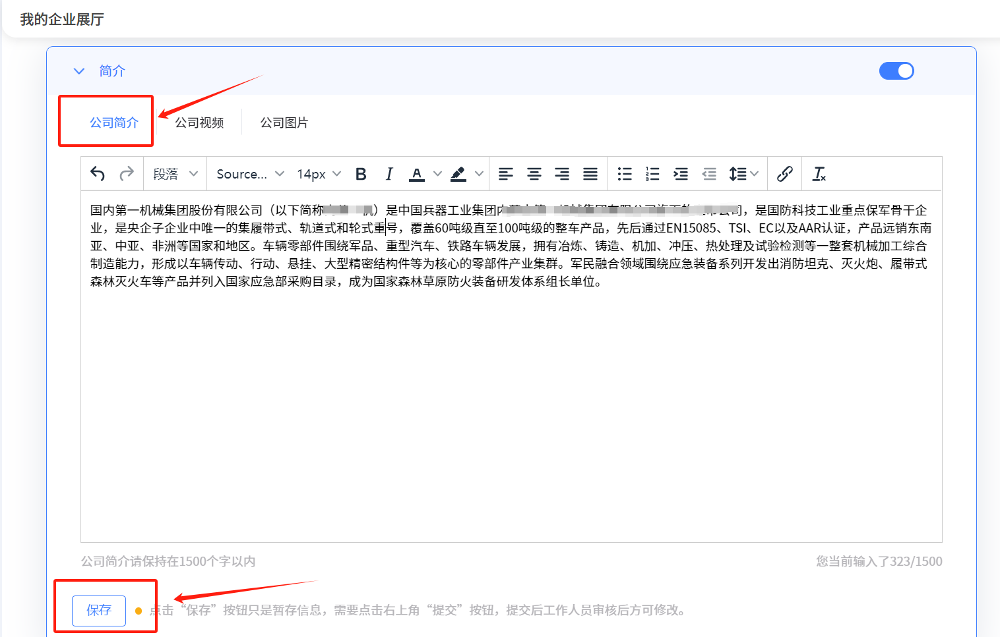 我的企业展厅
简介
公司简介 公司视频 公司图片
段落 Source... 14px B I A
国内第一机械集团股份有限公司（以下简称）是中国兵器工业集团，是国防科技工业重点保军骨干企
业，是央企子企业中唯一的集履带式、轨道式和轮式重号，覆盖60吨级直至100吨级的整车产品，先后通过EN15085、TSI、EC以及AAR认证，产品远销东南
亚、中亚、非洲等国家和地区。车辆零部件围绕军品、重型汽车、铁路车辆发展，拥有冶炼、铸造、机加、冲压、热处理及试验检测等一整套机械加工综合
制造能力，形成以车辆传动、行动、悬挂、大型精密结构件等为核心的零部件产业集群。军民融合领域围绕应急装备系列开发出消防坦克、灭火炮、履带式
森林灭火车等产品并列入国家应急部采购目录，成为国家森林草原防火装备研发体系组长单位。
公司简介请保持在1500个字以内 您当前输入了323/1500
保存 点击“保存”按钮只是暂存信息，需要点击右上角“提交”按钮，提交后工作人员审核后方可修改。